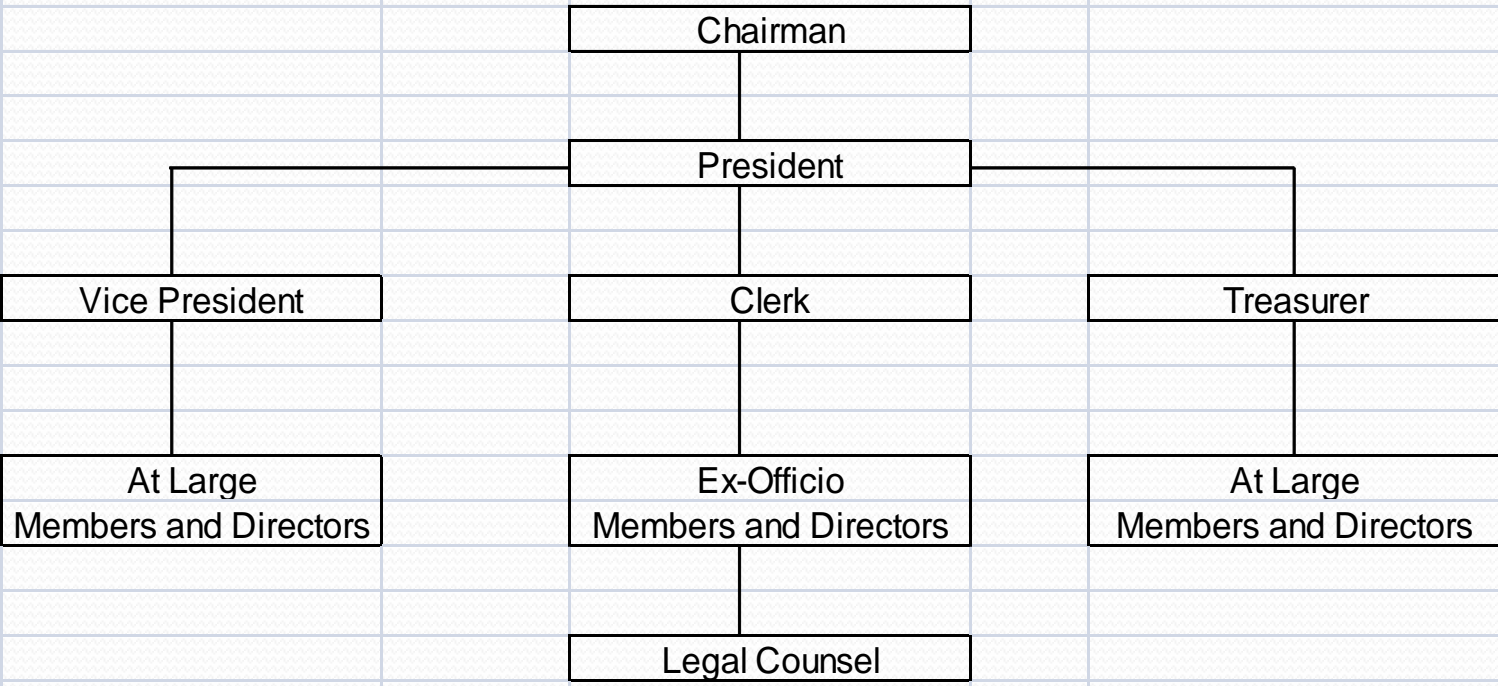 Chairman
President
Vice President
Clerk
Treasurer
At Large
Members and Directors
Ex-Officio
Members and Directors
At Large
Members and Directors
Legal Counsel